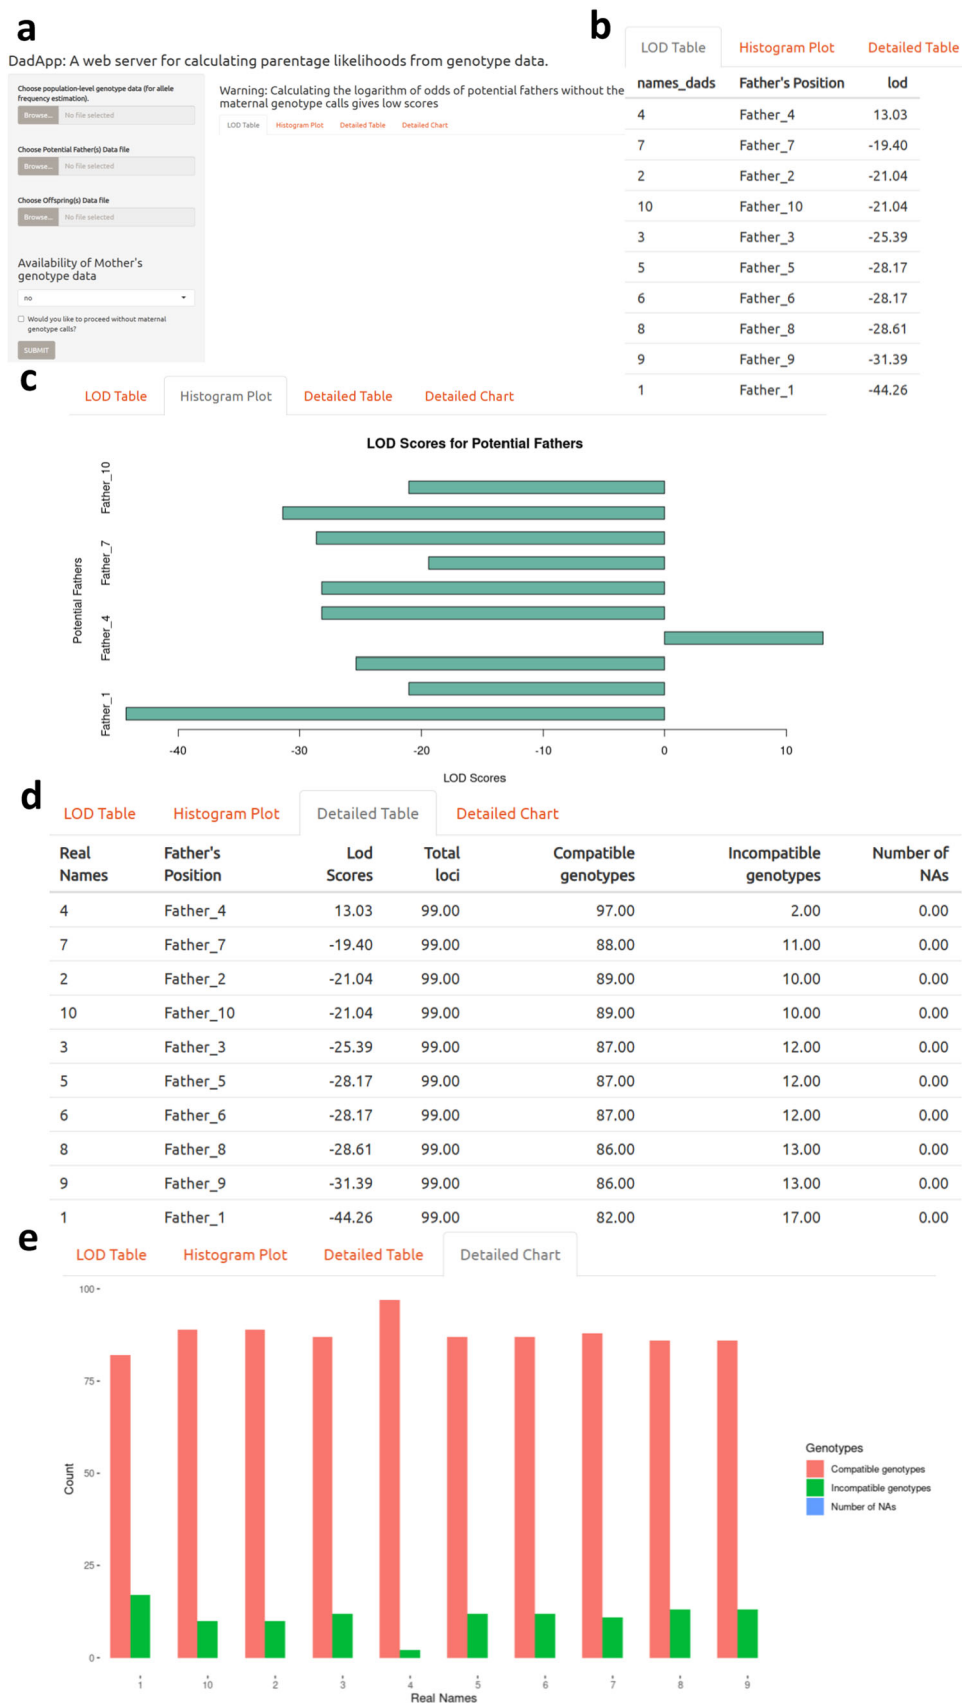 a
DadApp: A web server for calculating parentage likelihoods from genotype data.
Choose population-level genotype data (for allele
frequency estimation).
Browse... No file selected
Choose Potential Father(s) Data file
Browse... No file selected
Choose Offspring(s) Data file
Browse... No file selected
Availability of Mother's
genotype data
no
Would you like to proceed without maternal
genotype calls?
SUBMIT
Warning: Calculating the logarithm of odds of potential fathers without the
maternal genotype calls gives low scores
LOD Table Histogram Plot Detailed Table Detailed Chart
b
LOD Table Histogram Plot Detailed Table
names_dads Father's Position lod
4 Father_4 13.03
7 Father_7 -19.40
2 Father_2 -21.04
10 Father_10 -21.04
3 Father_3 -25.39
5 Father_5 -28.17
6 Father_6 -28.17
8 Father_8 -28.61
9 Father_9 -31.39
1 Father_1 -44.26
c
LOD Table Histogram Plot Detailed Table Detailed Chart
LOD Scores for Potential Fathers
Potential Fathers
Father_10
Father_7
Father_4
Father_1
-40 -30 -20 -10 0 10
LOD Scores
d
LOD Table Histogram Plot Detailed Table Detailed Chart
Real Father's Lod Total Compatible Incompatible Number of
Names Position Scores loci genotypes genotypes NAs
4 Father_4 13.03 99.00 97.00 2.00 0.00
7 Father_7 -19.40 99.00 88.00 11.00 0.00
2 Father_2 -21.04 99.00 89.00 10.00 0.00
10 Father_10 -21.04 99.00 89.00 10.00 0.00
3 Father_3 -25.39 99.00 87.00 12.00 0.00
5 Father_5 -28.17 99.00 87.00 12.00 0.00
6 Father_6 -28.17 99.00 87.00 12.00 0.00
8 Father_8 -28.61 99.00 86.00 13.00 0.00
9 Father_9 -31.39 99.00 86.00 13.00 0.00
1 Father_1 -44.26 99.00 82.00 17.00 0.00
e
LOD Table Histogram Plot Detailed Table Detailed Chart
100
75
50
25
0
Count
1 10 2 3 4 5 6 7 8 9
Real Names
Genotypes
Compatible genotypes
Incompatible genotypes
Number of NAs